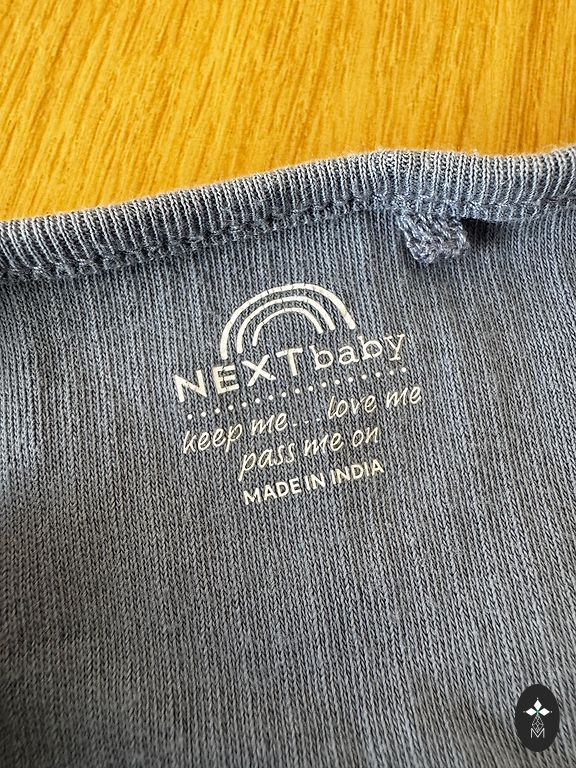 NEXTbaby
keep me... love me
pass me on
MADE IN INDIA
M